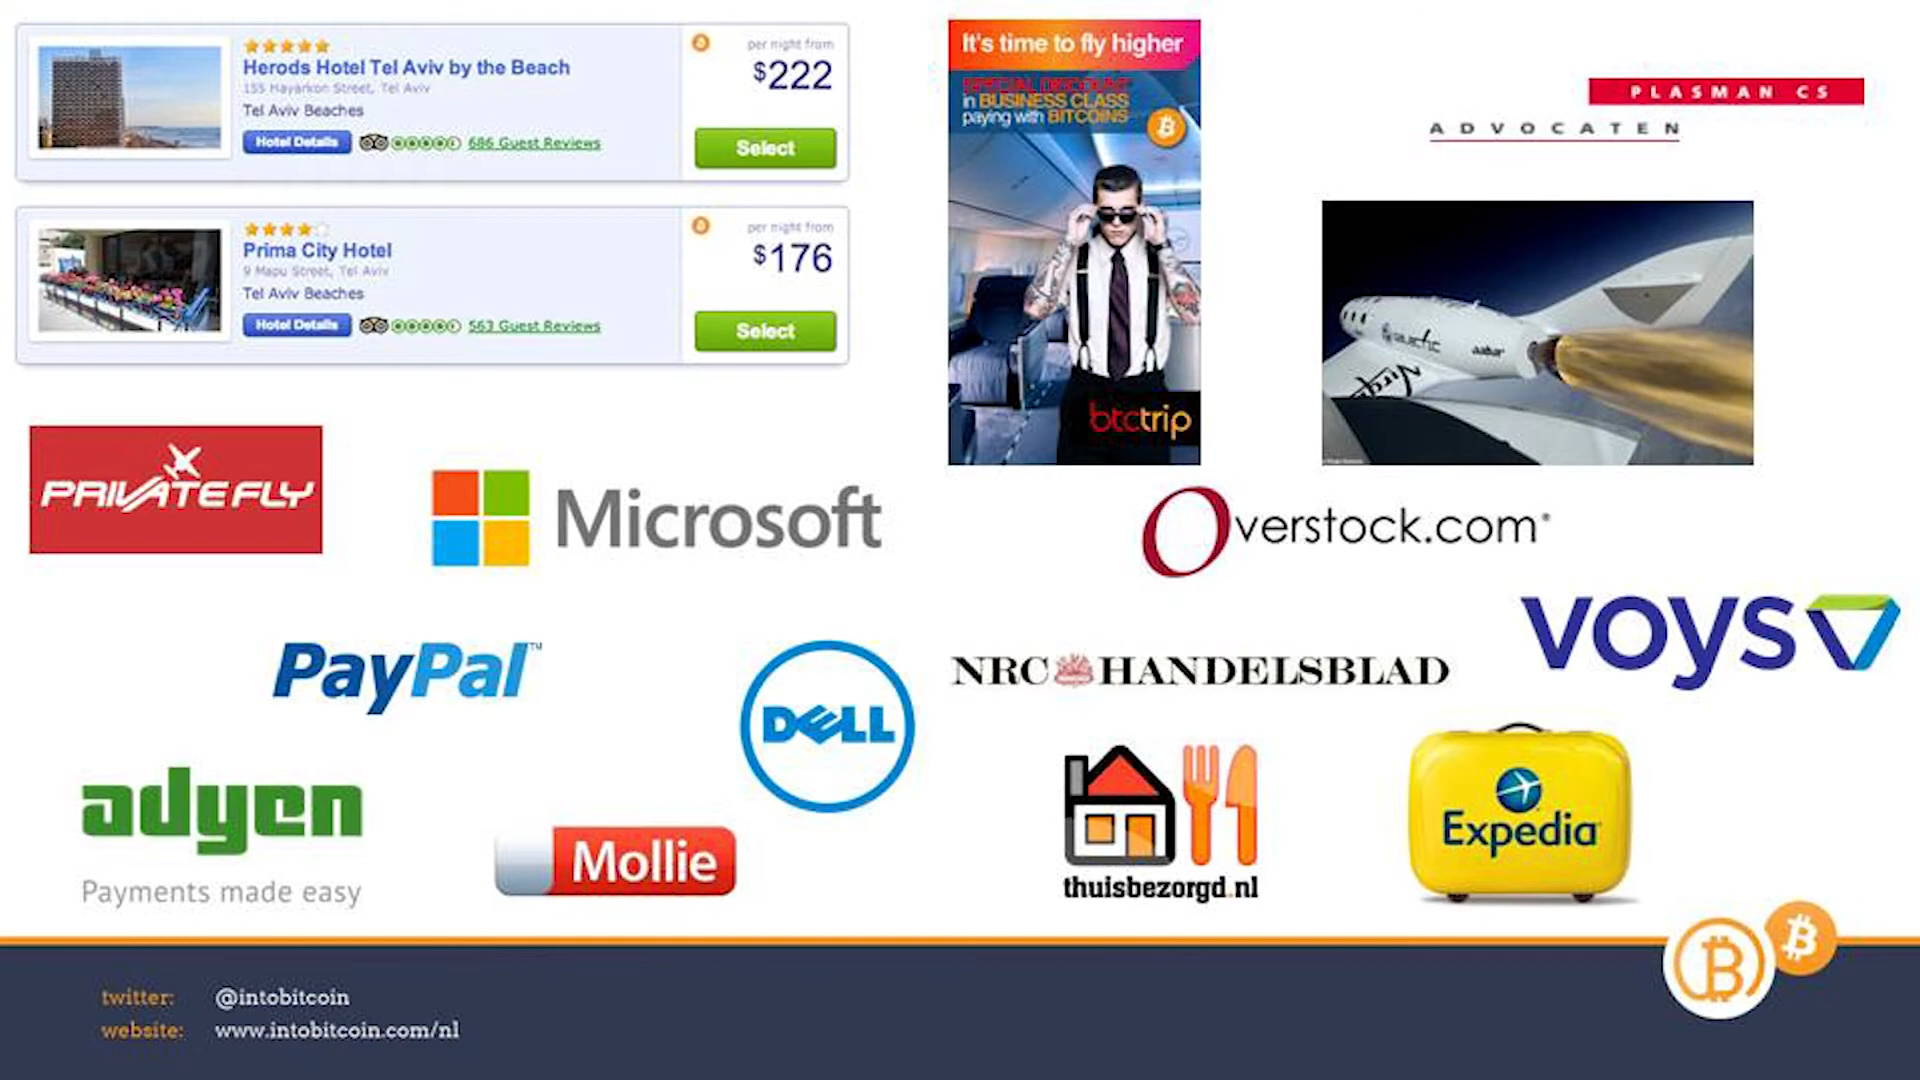 Herods Hotel Tel Aviv by the Beach
155 Hayarkon Street, Tel Aviv
Tel Aviv Beaches
Hotel Details
686 Guest Reviews
per night from
$222
Select
Prima City Hotel
9 Mapu Street, Tel Aviv
Tel Aviv Beaches
Hotel Details
563 Guest Reviews
per night from
$176
Select
It's time to fly higher
SPECIAL DISCOUNT
in BUSINESS CLASS
paying with BITCOINS
btctrip
PLASMAN CS
ADVOCATEN
GALACTIC
aabar
PRIVATEFLY
Microsoft
Overstock.com®
voys
PayPal™
DELL
NRC HANDELSBLAD
adyen
Payments made easy
Mollie
thuisbezorgd.nl
Expedia
twitter: @intobitcoin
website: www.intobitcoin.com/nl